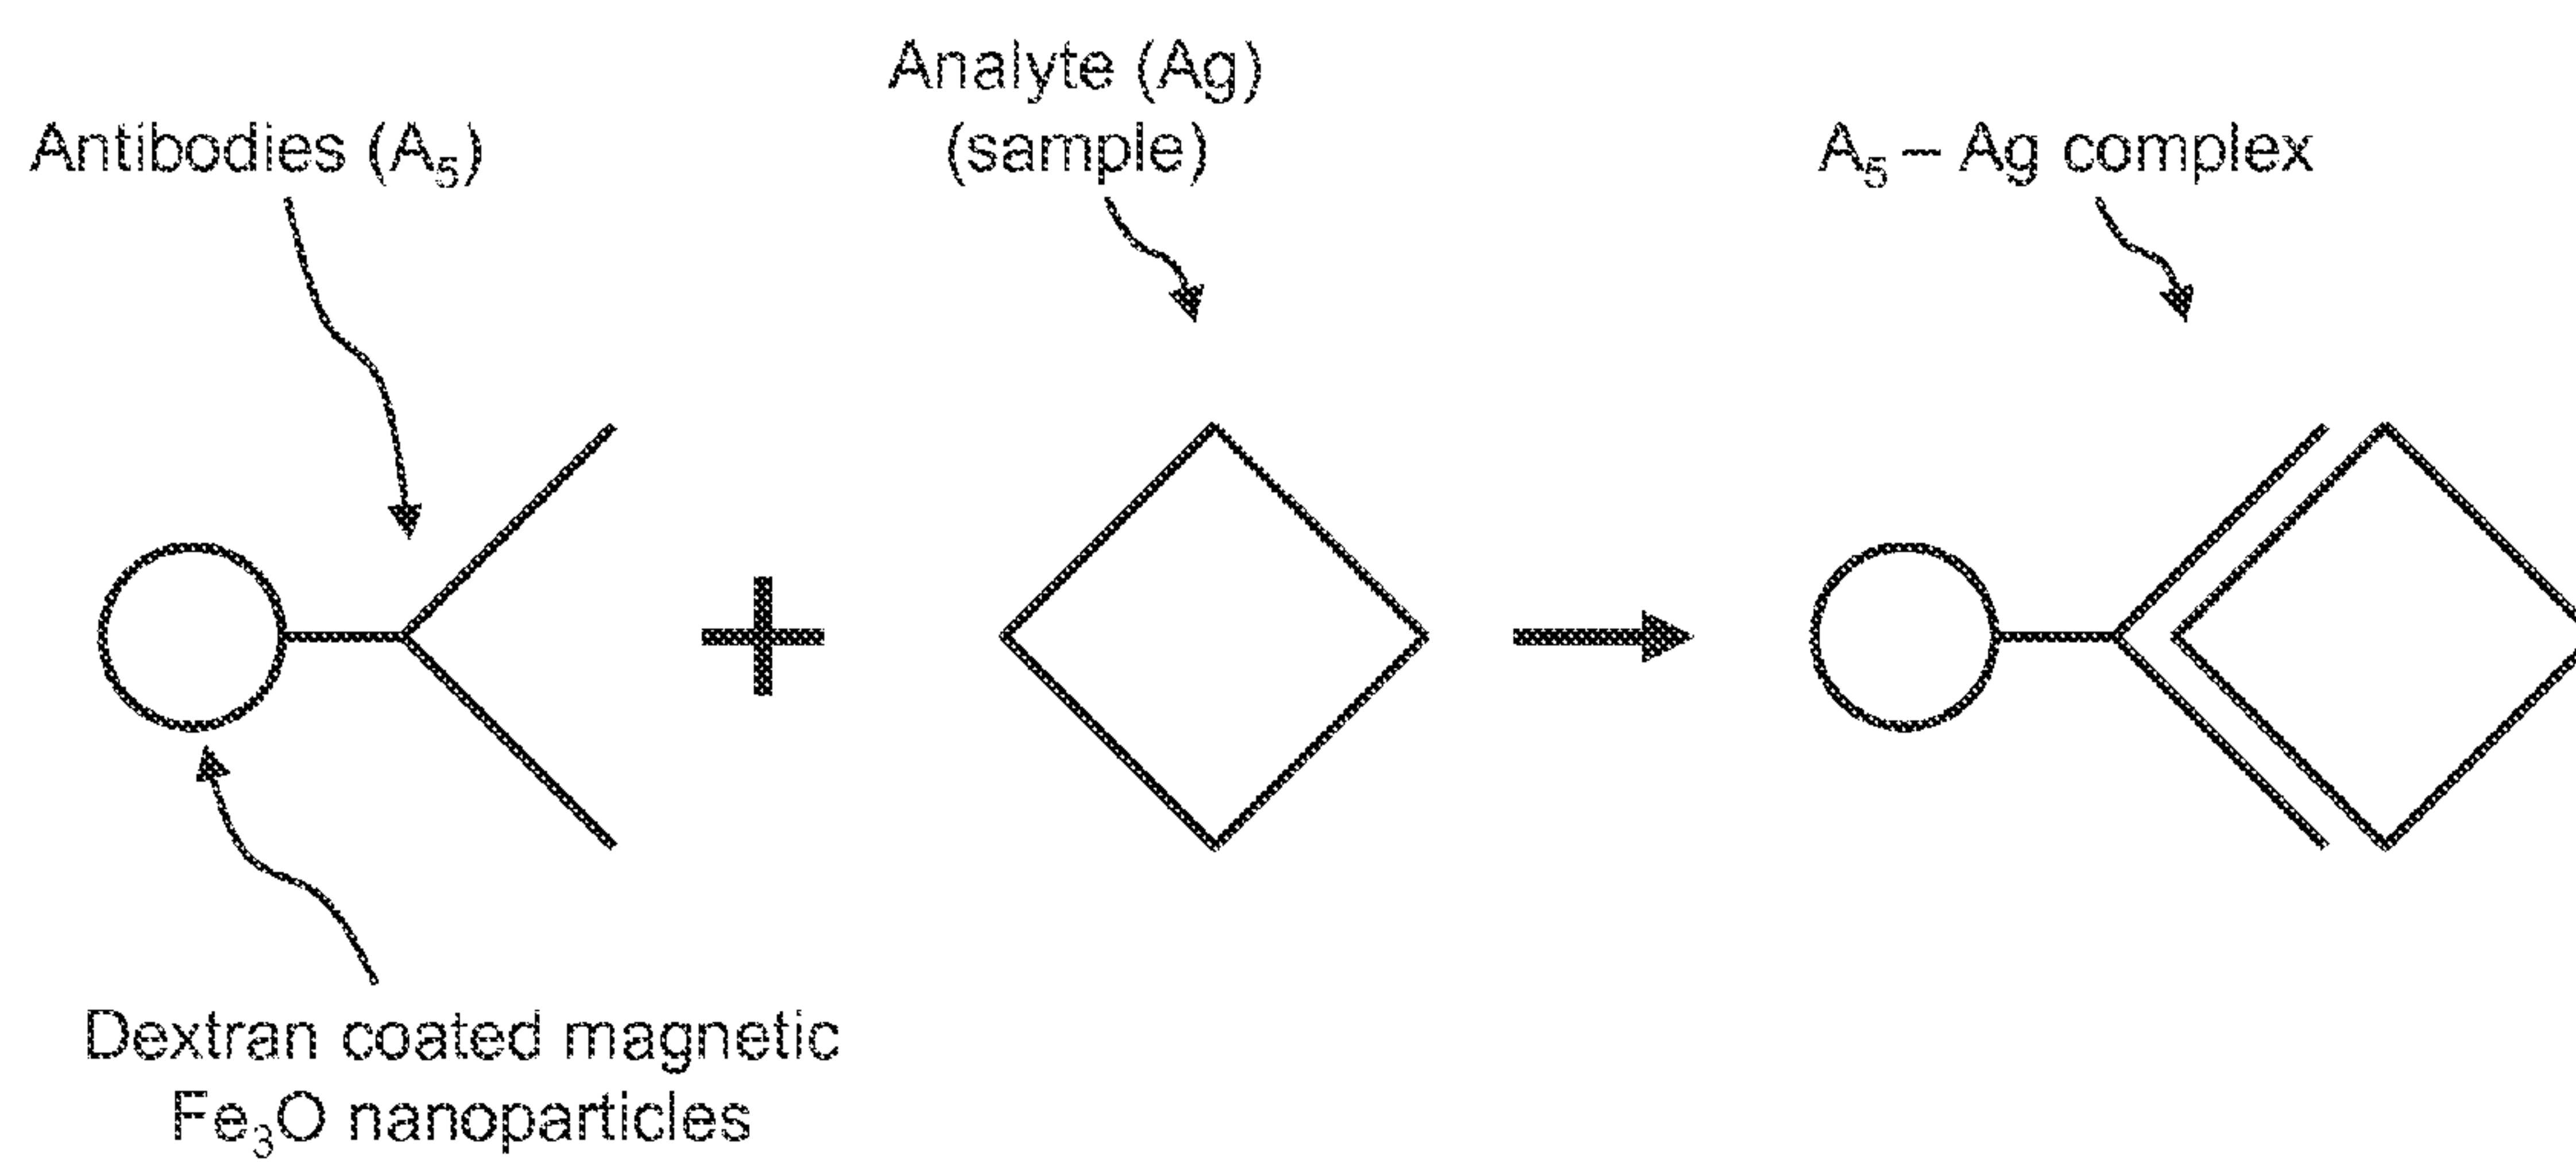 Antibodies (A₅)
Analyte (Ag)
(sample)
A₅ – Ag complex
Dextran coated magnetic
Fe₃O nanoparticles